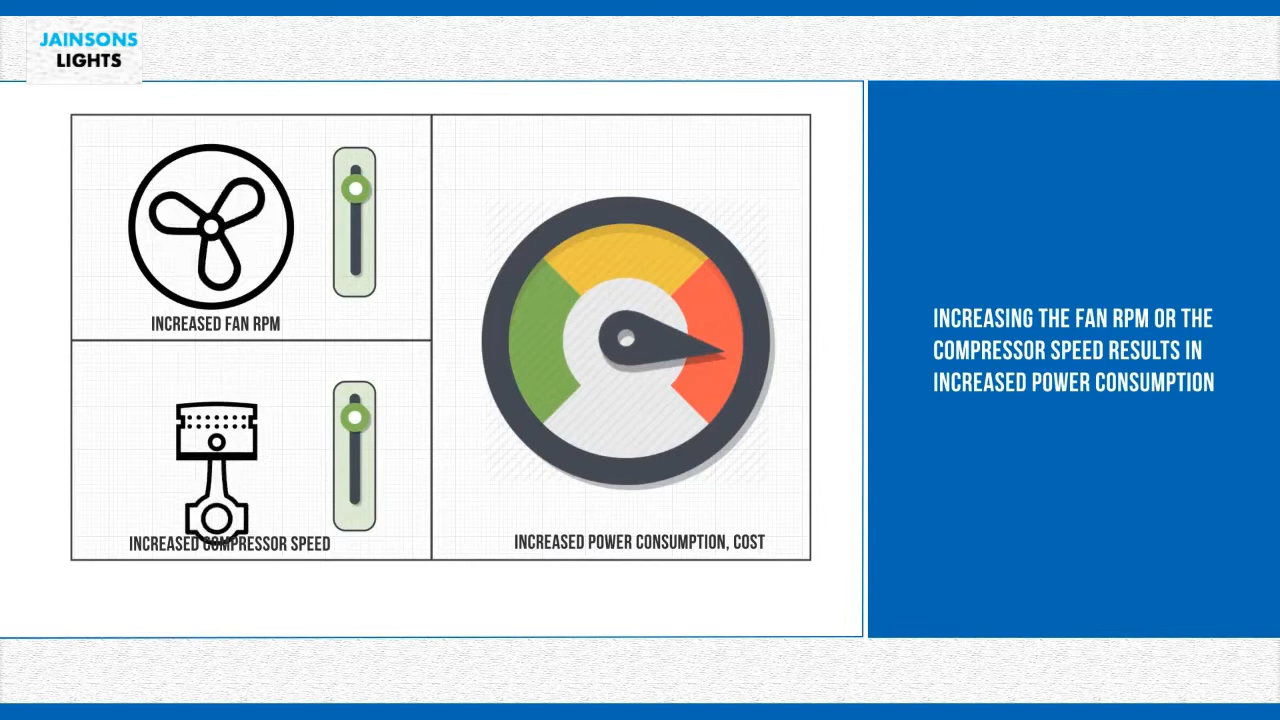 JAINSONS
LIGHTS
INCREASED FAN RPM
INCREASED COMPRESSOR SPEED
INCREASED POWER CONSUMPTION, COST
INCREASING THE FAN RPM OR THE
COMPRESSOR SPEED RESULTS IN
INCREASED POWER CONSUMPTION